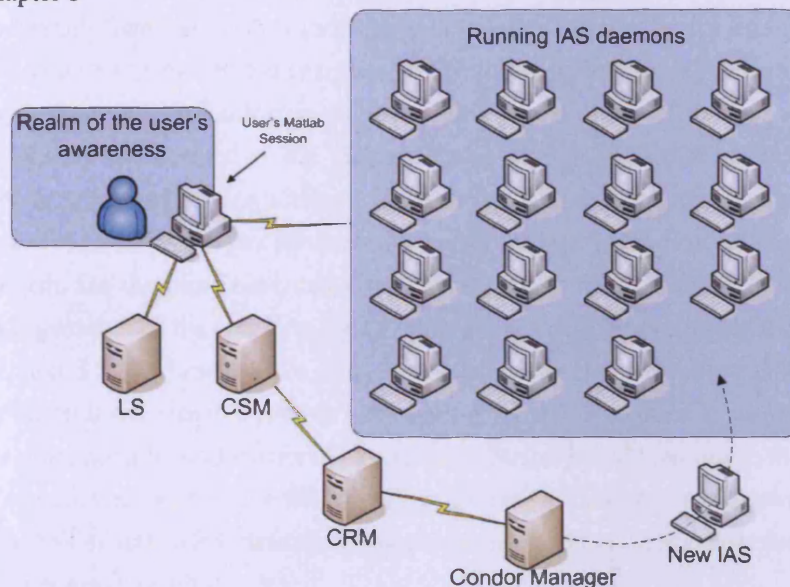 Running IAS daemons
Realm of the user's
awareness
User's Matlab
Session
LS
CSM
CRM
Condor Manager
New IAS